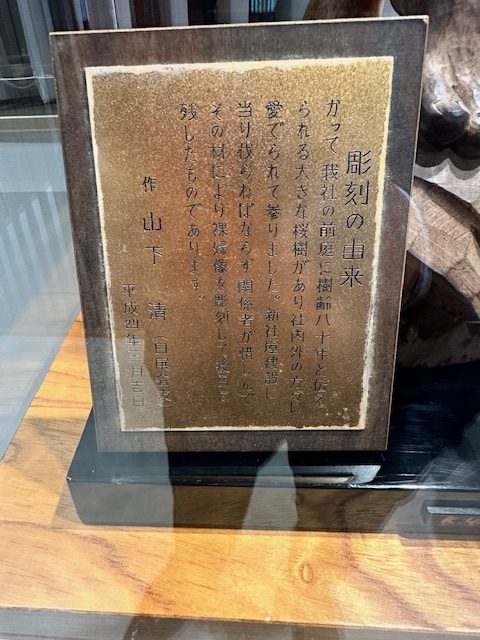 彫刻の由来
かつて我社の前庭に樹齢八十年と伝え
られる大きな桜樹があり社内外の方々に
愛でられて参りました。新社屋建設に
当り伐らねばならず関係者が惜しんで
その材により裸婦像を彫刻して後日に
残したものであります。
作 山下 清 (日展会友)
平成四年三月吉日